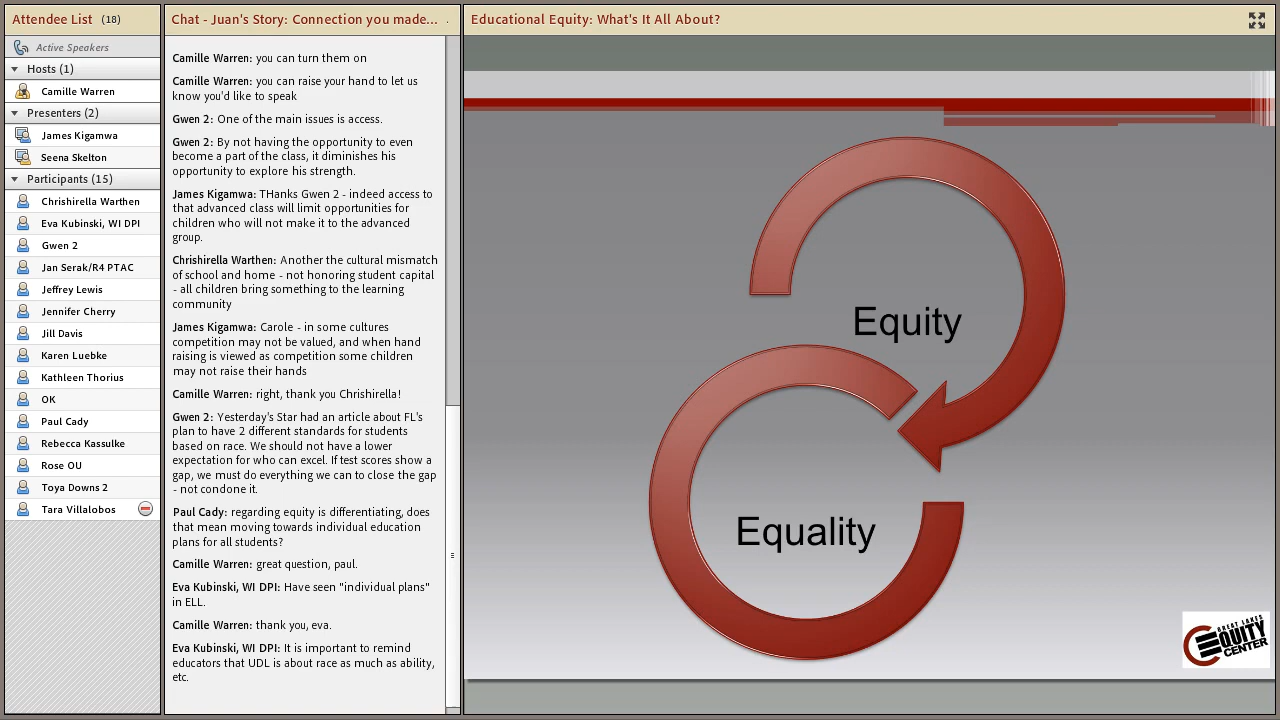 Attendee List (18)
Active Speakers
Hosts (1)
Camille Warren
Presenters (2)
James Kigamwa
Seena Skelton
Participants (15)
Chrishirella Warthen
Eva Kubinski, WI DPI
Gwen 2
Jan Serak/R4 PTAC
Jeffrey Lewis
Jennifer Cherry
Jill Davis
Karen Luebke
Kathleen Thorius
OK
Paul Cady
Rebecca Kassulke
Rose OU
Toya Downs 2
Tara Villalobos
Chat - Juan's Story: Connection you made...
Camille Warren: you can turn them on
Camille Warren: you can raise your hand to let us
know you'd like to speak
Gwen 2: One of the main issues is access.
Gwen 2: By not having the opportunity to even
become a part of the class, it diminishes his
opportunity to explore his strength.
James Kigamwa: THanks Gwen 2 - indeed access to
that advanced class will limit opportunities for
children who will not make it to the advanced
group.
Chrishirella Warthen: Another the cultural mismatch
of school and home - not honoring student capital
- all children bring something to the learning
community
James Kigamwa: Carole - in some cultures
competition may not be valued, and when hand
raising is viewed as competition some children
may not raise their hands
Camille Warren: right, thank you Chrishirella!
Gwen 2: Yesterday's Star had an article about FL's
plan to have 2 different standards for students
based on race. We should not have a lower
expectation for who can excel. If test scores show a
gap, we must do everything we can to close the gap
- not condone it.
Paul Cady: regarding equity is differentiating, does
that mean moving towards individual education
plans for all students?
Camille Warren: great question, paul.
Eva Kubinski, WI DPI: Have seen "individual plans"
in ELL.
Camille Warren: thank you, eva.
Eva Kubinski, WI DPI: It is important to remind
educators that UDL is about race as much as ability,
etc.
Educational Equity: What's It All About?
Equity
Equality
GREAT LAKES
EQUITY
CENTER